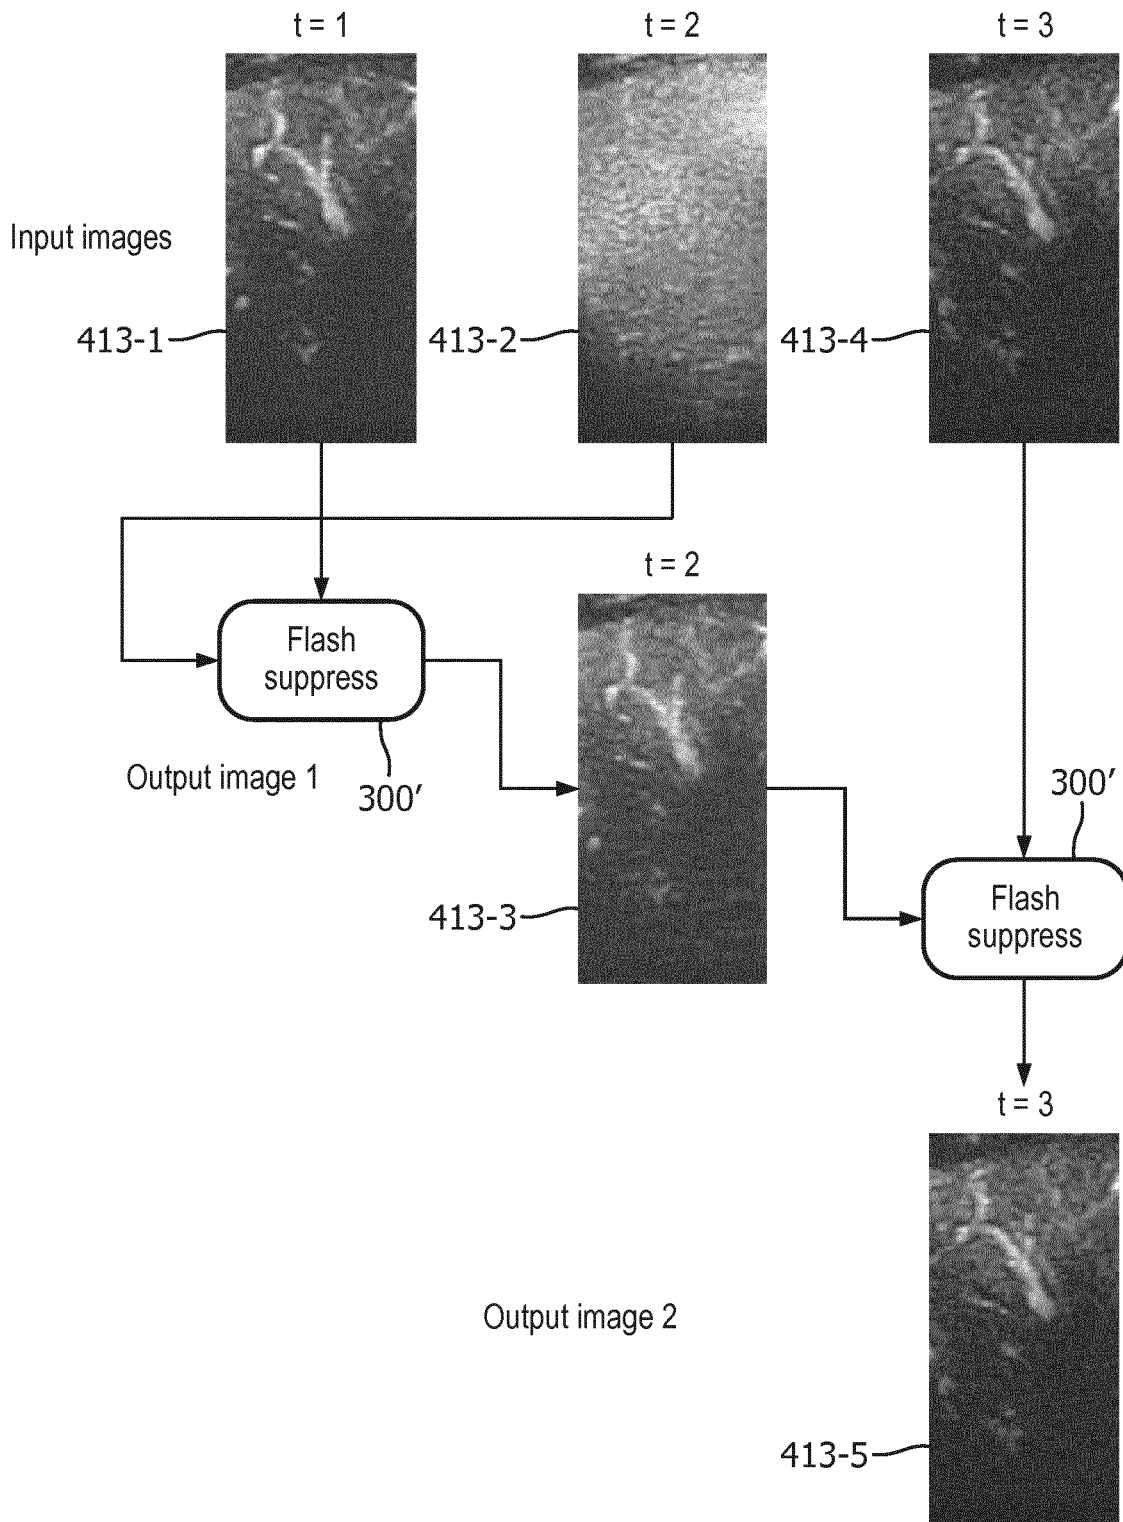 t = 1
t = 2
t = 3
Input images
413-1
413-2
413-4
t = 2
Flash
suppress
Output image 1
300′
413-3
300′
Flash
suppress
t = 3
Output image 2
413-5